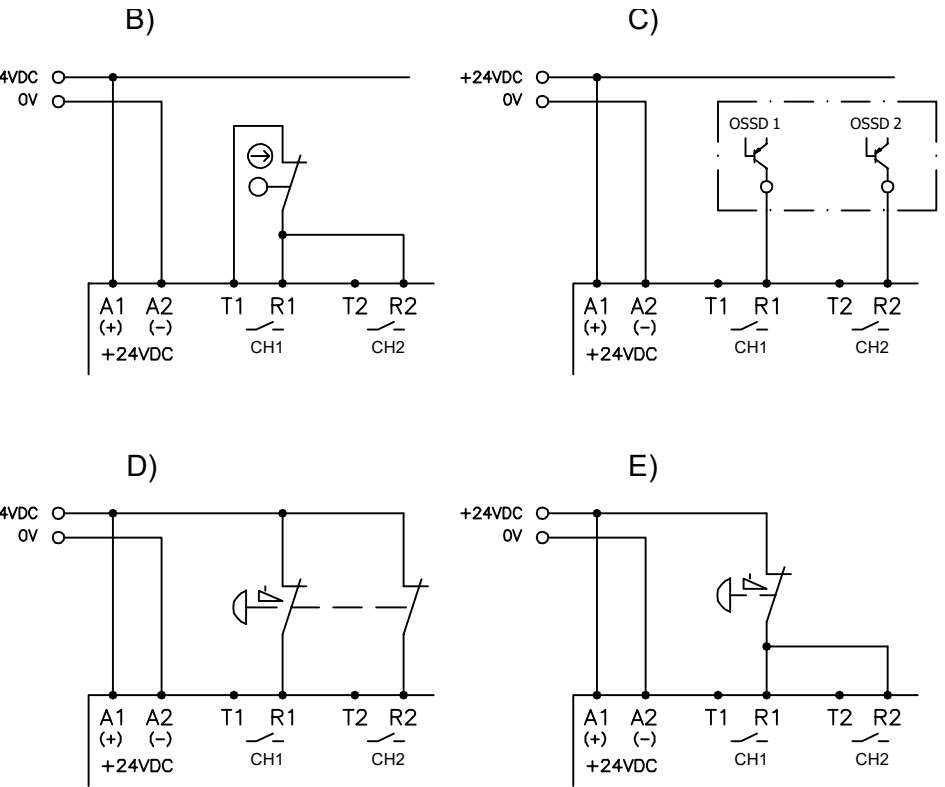 B)
4VDC
0V
A1 A2 T1 R1 T2 R2
(+) (-)
CH1 CH2
+24VDC
C)
+24VDC
0V
OSSD 1 OSSD 2
A1 A2 T1 R1 T2 R2
(+) (-)
CH1 CH2
+24VDC
D)
4VDC
0V
A1 A2 T1 R1 T2 R2
(+) (-)
CH1 CH2
+24VDC
E)
+24VDC
0V
A1 A2 T1 R1 T2 R2
(+) (-)
CH1 CH2
+24VDC